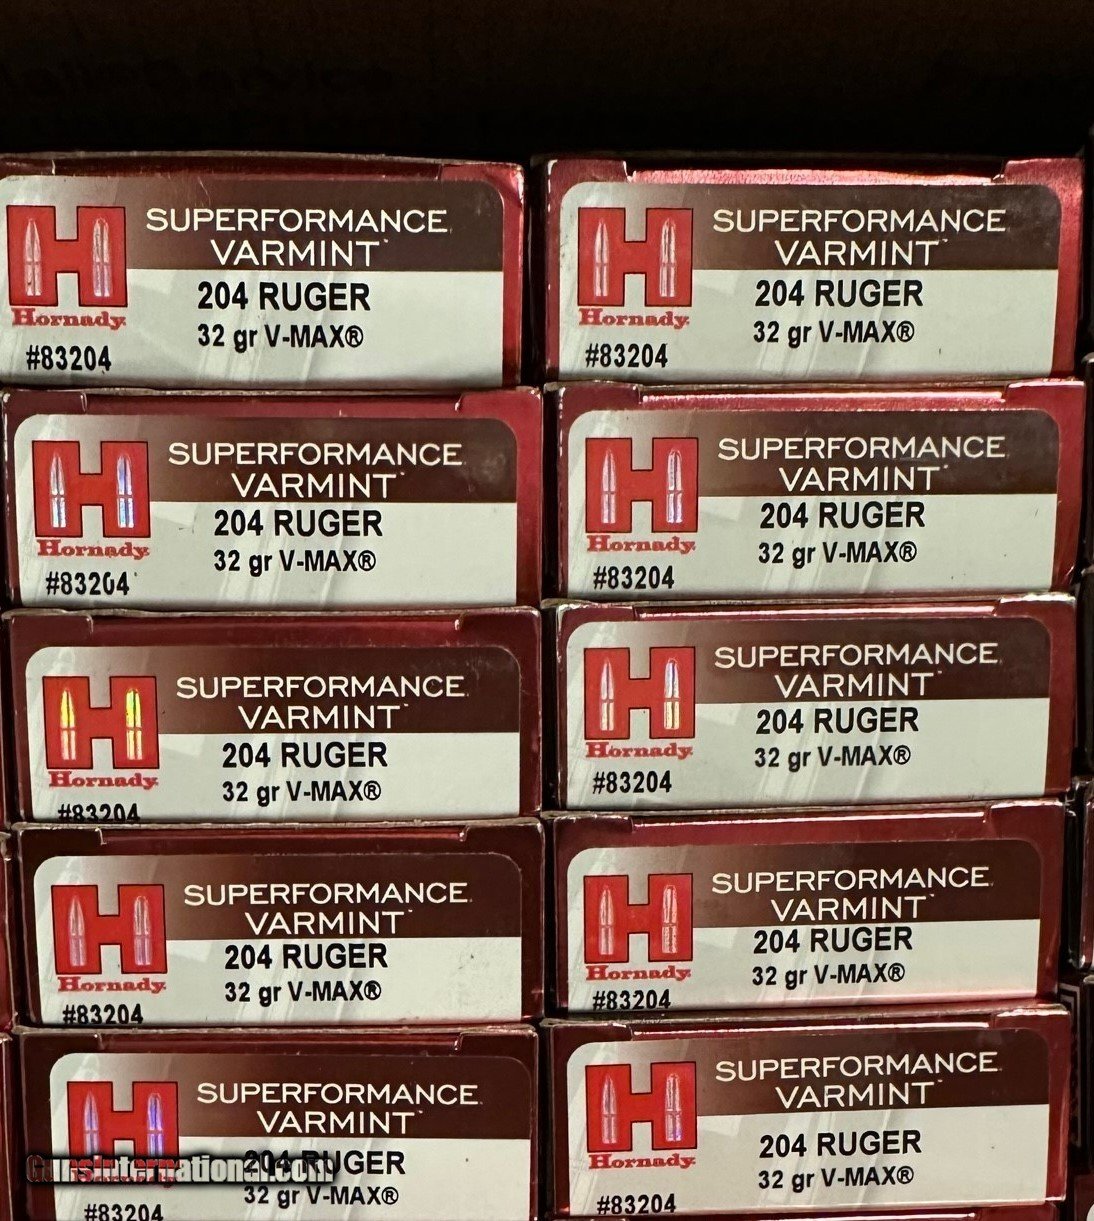 SUPERFORMANCE
VARMINT
204 RUGER
32 gr V-MAX®
Hornady
#83204
SUPERFORMANCE
VARMINT
204 RUGER
32 gr V-MAX®
Hornady
#83204
SUPERFORMANCE
VARMINT
204 RUGER
32 gr V-MAX®
Hornady
#83204
SUPERFORMANCE
VARMINT
204 RUGER
32 gr V-MAX®
Hornady
#83204
SUPERFORMANCE
VARMINT
204 RUGER
32 gr V-MAX®
Hornady
#83204
SUPERFORMANCE
VARMINT
204 RUGER
32 gr V-MAX®
Hornady
#83204
SUPERFORMANCE
VARMINT
204 RUGER
32 gr V-MAX®
Hornady
#83204
SUPERFORMANCE
VARMINT
204 RUGER
32 gr V-MAX®
Hornady
#83204
SUPERFORMANCE
VARMINT
204 RUGER
32 gr V-MAX®
#83204
GunsInternational.com
SUPERFORMANCE
VARMINT
204 RUGER
32 gr V-MAX®
Hornady
#83204